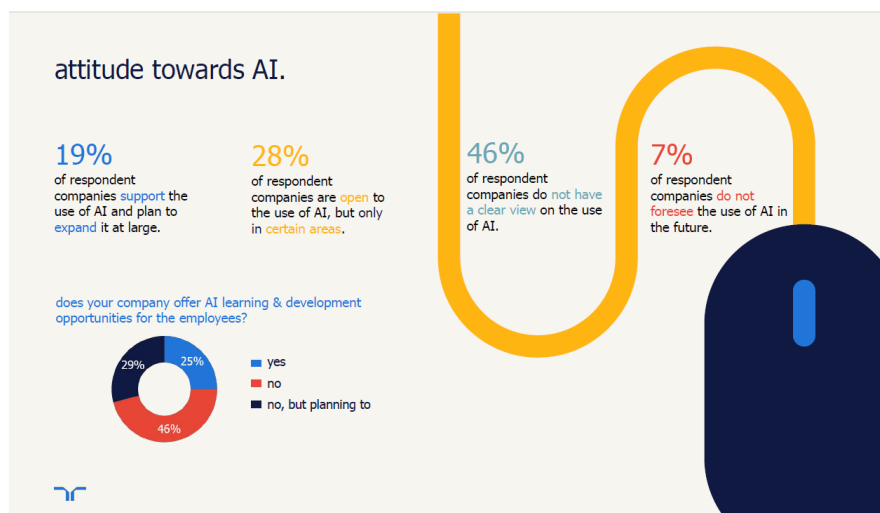 attitude towards AI.
19%
of respondent
companies support the
use of AI and plan to
expand it at large.
28%
of respondent
companies are open to
the use of AI, but only
in certain areas.
46%
of respondent
companies do not have
a clear view on the use
of AI.
7%
of respondent
companies do not
foresee the use of AI in
the future.
does your company offer AI learning & development
opportunities for the employees?
29%
25%
46%
yes
no
no, but planning to